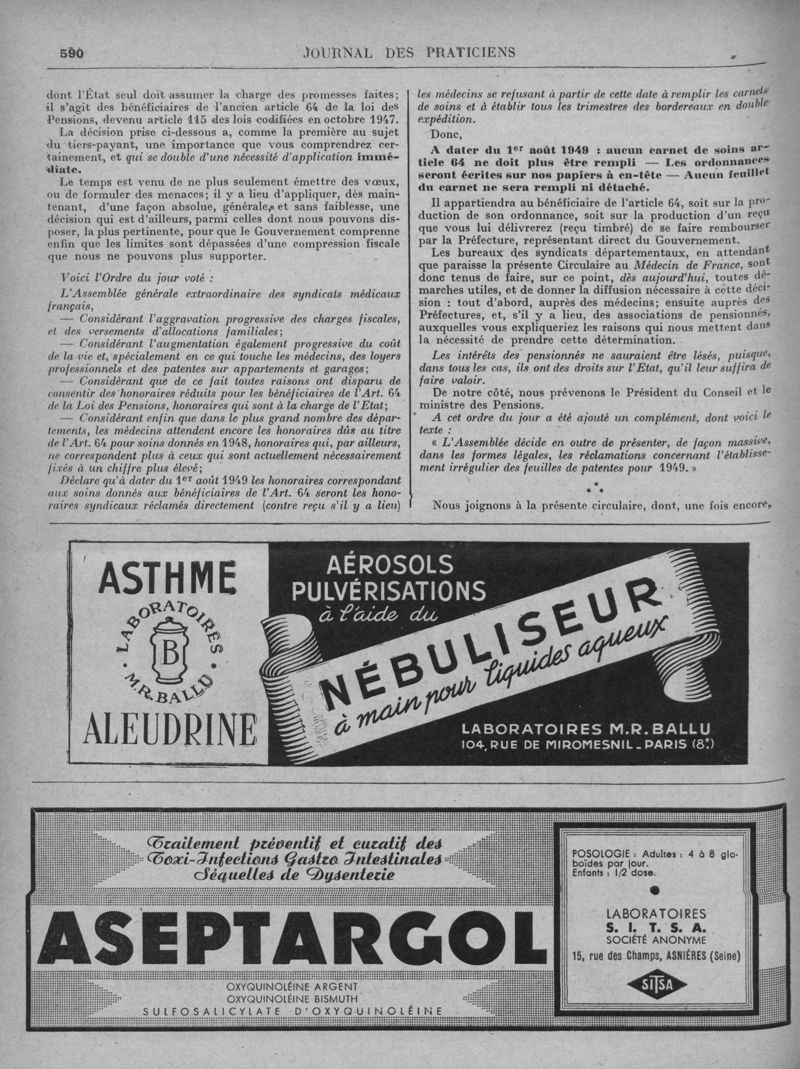 590
JOURNAL DES PRATICIENS
dont l'État seul doit assumer la charge des promesses faites;
il s'agit des bénéficiaires de l'ancien article 64 de la loi des
Pensions, devenu article 115 des lois codifiées en octobre 1947.
La décision prise ci-dessous a, comme la première au sujet
du tiers-payant, une importance que vous comprendrez cer-
tainement, et qui se double d'une nécessité d'application immé-
diate.
Le temps est venu de ne plus seulement émettre des vœux,
ou de formuler des menaces; il y a lieu d'appliquer, dès main-
tenant, d'une façon absolue, générale, et sans faiblesse, une
décision qui est d'ailleurs, parmi celles dont nous pouvons dis-
poser, la plus pertinente, pour que le Gouvernement comprenne
enfin que les limites sont dépassées d'une compression fiscale
que nous ne pouvons plus supporter.
Voici l'Ordre du jour voté :
L'Assemblée générale extraordinaire des syndicats médicaux
français,
— Considérant l'aggravation progressive des charges fiscales,
et des versements d'allocations familiales;
— Considérant l'augmentation également progressive du coût
de la vie et, spécialement en ce qui touche les médecins, des loyers
professionnels et des patentes sur appartements et garages;
— Considérant que de ce fait toutes raisons ont disparu de
consentir des honoraires réduits pour les bénéficiaires de l'Art. 64
de la Loi des Pensions, honoraires qui sont à la charge de l'Etat;
— Considérant enfin que dans le plus grand nombre des dépar-
tements, les médecins attendent encore les honoraires dûs au titre
de l'Art. 64 pour soins donnés en 1948, honoraires qui, par ailleurs,
ne correspondent plus à ceux qui sont actuellement nécessairement
fixés à un chiffre plus élevé;
Déclare qu'à dater du 1er août 1949 les honoraires correspondant
aux soins donnés aux bénéficiaires de l'Art. 64 seront les hono-
raires syndicaux réclamés directement (contre reçu s'il y a lieu)
les médecins se refusant à partir de cette date à remplir les carnets
de soins et à établir tous les trimestres des bordereaux en double
expédition.
Donc,
A dater du 1er août 1949 : aucun carnet de soins ar-
ticle 64 ne doit plus être rempli — Les ordonnances
seront écrites sur nos papiers à en-tête — Aucun feuillet
du carnet ne sera rempli ni détaché.
Il appartiendra au bénéficiaire de l'article 64, soit sur la pro-
duction de son ordonnance, soit sur la production d'un reçu
que vous lui délivrerez (reçu timbré) de se faire rembourser
par la Préfecture, représentant direct du Gouvernement.
Les bureaux des syndicats départementaux, en attendant
que paraisse la présente Circulaire au Médecin de France, sont
donc tenus de faire, sur ce point, dès aujourd'hui, toutes dé-
marches utiles, et de donner la diffusion nécessaire à cette déci-
sion : tout d'abord, auprès des médecins; ensuite auprès des
Préfectures, et, s'il y a lieu, des associations de pensionnés,
auxquelles vous expliqueriez les raisons qui nous mettent dans
la nécessité de prendre cette détermination.
Les intérêts des pensionnés ne sauraient être lésés, puisque,
dans tous les cas, ils ont des droits sur l'Etat, qu'il leur suffira de
faire valoir.
De notre côté, nous prévenons le Président du Conseil et le
ministre des Pensions.
A cet ordre du jour a été ajouté un complément, dont voici le
texte :
« L'Assemblée décide en outre de présenter, de façon massive,
dans les formes légales, les réclamations concernant l'établisse-
ment irrégulier des feuilles de patentes pour 1949. »
* * *
Nous joignons à la présente circulaire, dont, une fois encore,
ASTHME
LABORATOIRES
B
M.R. BALLU
ALEUDRINE
AÉROSOLS
PULVÉRISATIONS
à l'aide du
NÉBULISEUR
à main pour liquides aqueux
LABORATOIRES M.R. BALLU
104, RUE DE MIROMESNIL_PARIS (8e)
Traitement préventif et curatif des
Toxi-Infections Gastro Intestinales
Séquelles de Dysenterie
ASEPTARGOL
OXYQUINOLÉINE ARGENT
OXYQUINOLÉINE BISMUTH
SULFOSALICYLATE D'OXYQUINOLÉINE
POSOLOGIE : Adultes : 4 à 8 glo-
boïdes par jour.
Enfants : 1/2 dose.
LABORATOIRES
S. I. T. S. A.
SOCIÉTÉ ANONYME
15, rue des Champs, ASNIÈRES (Seine)
SITSA